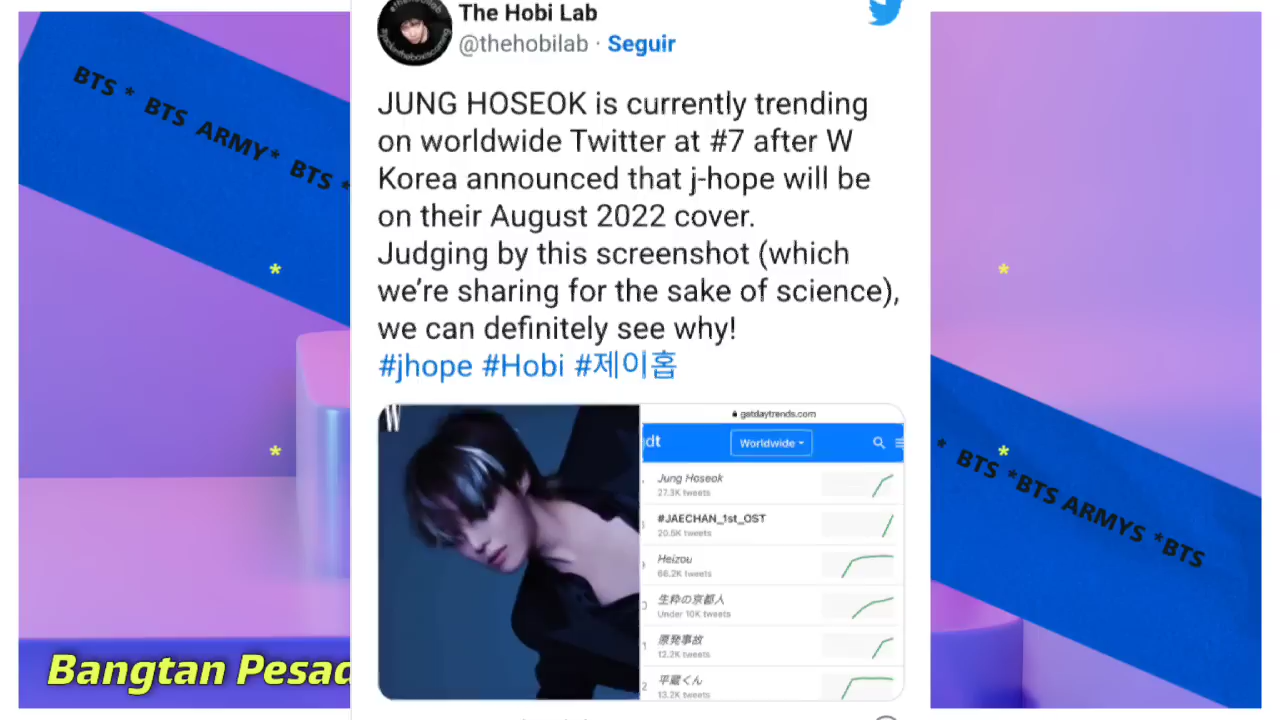 The Hobi Lab
@thehobilab · Seguir
BTS * BTS ARMY* BTS *
JUNG HOSEOK is currently trending
on worldwide Twitter at #7 after W
Korea announced that j-hope will be
on their August 2022 cover.
Judging by this screenshot (which
we're sharing for the sake of science),
we can definitely see why!
#jhope #Hobi #제이홉
W
getdaytrends.com
Worldwide
Jung Hoseok
27.3K tweets
#JAECHAN_1st_OST
20.5K tweets
Heizou
66.2K tweets
生粋の京都人
Under 10K tweets
原発事故
12.2K tweets
平蔵くん
13.2K tweets
* BTS *BTS ARMYS *BTS
Bangtan Pesad